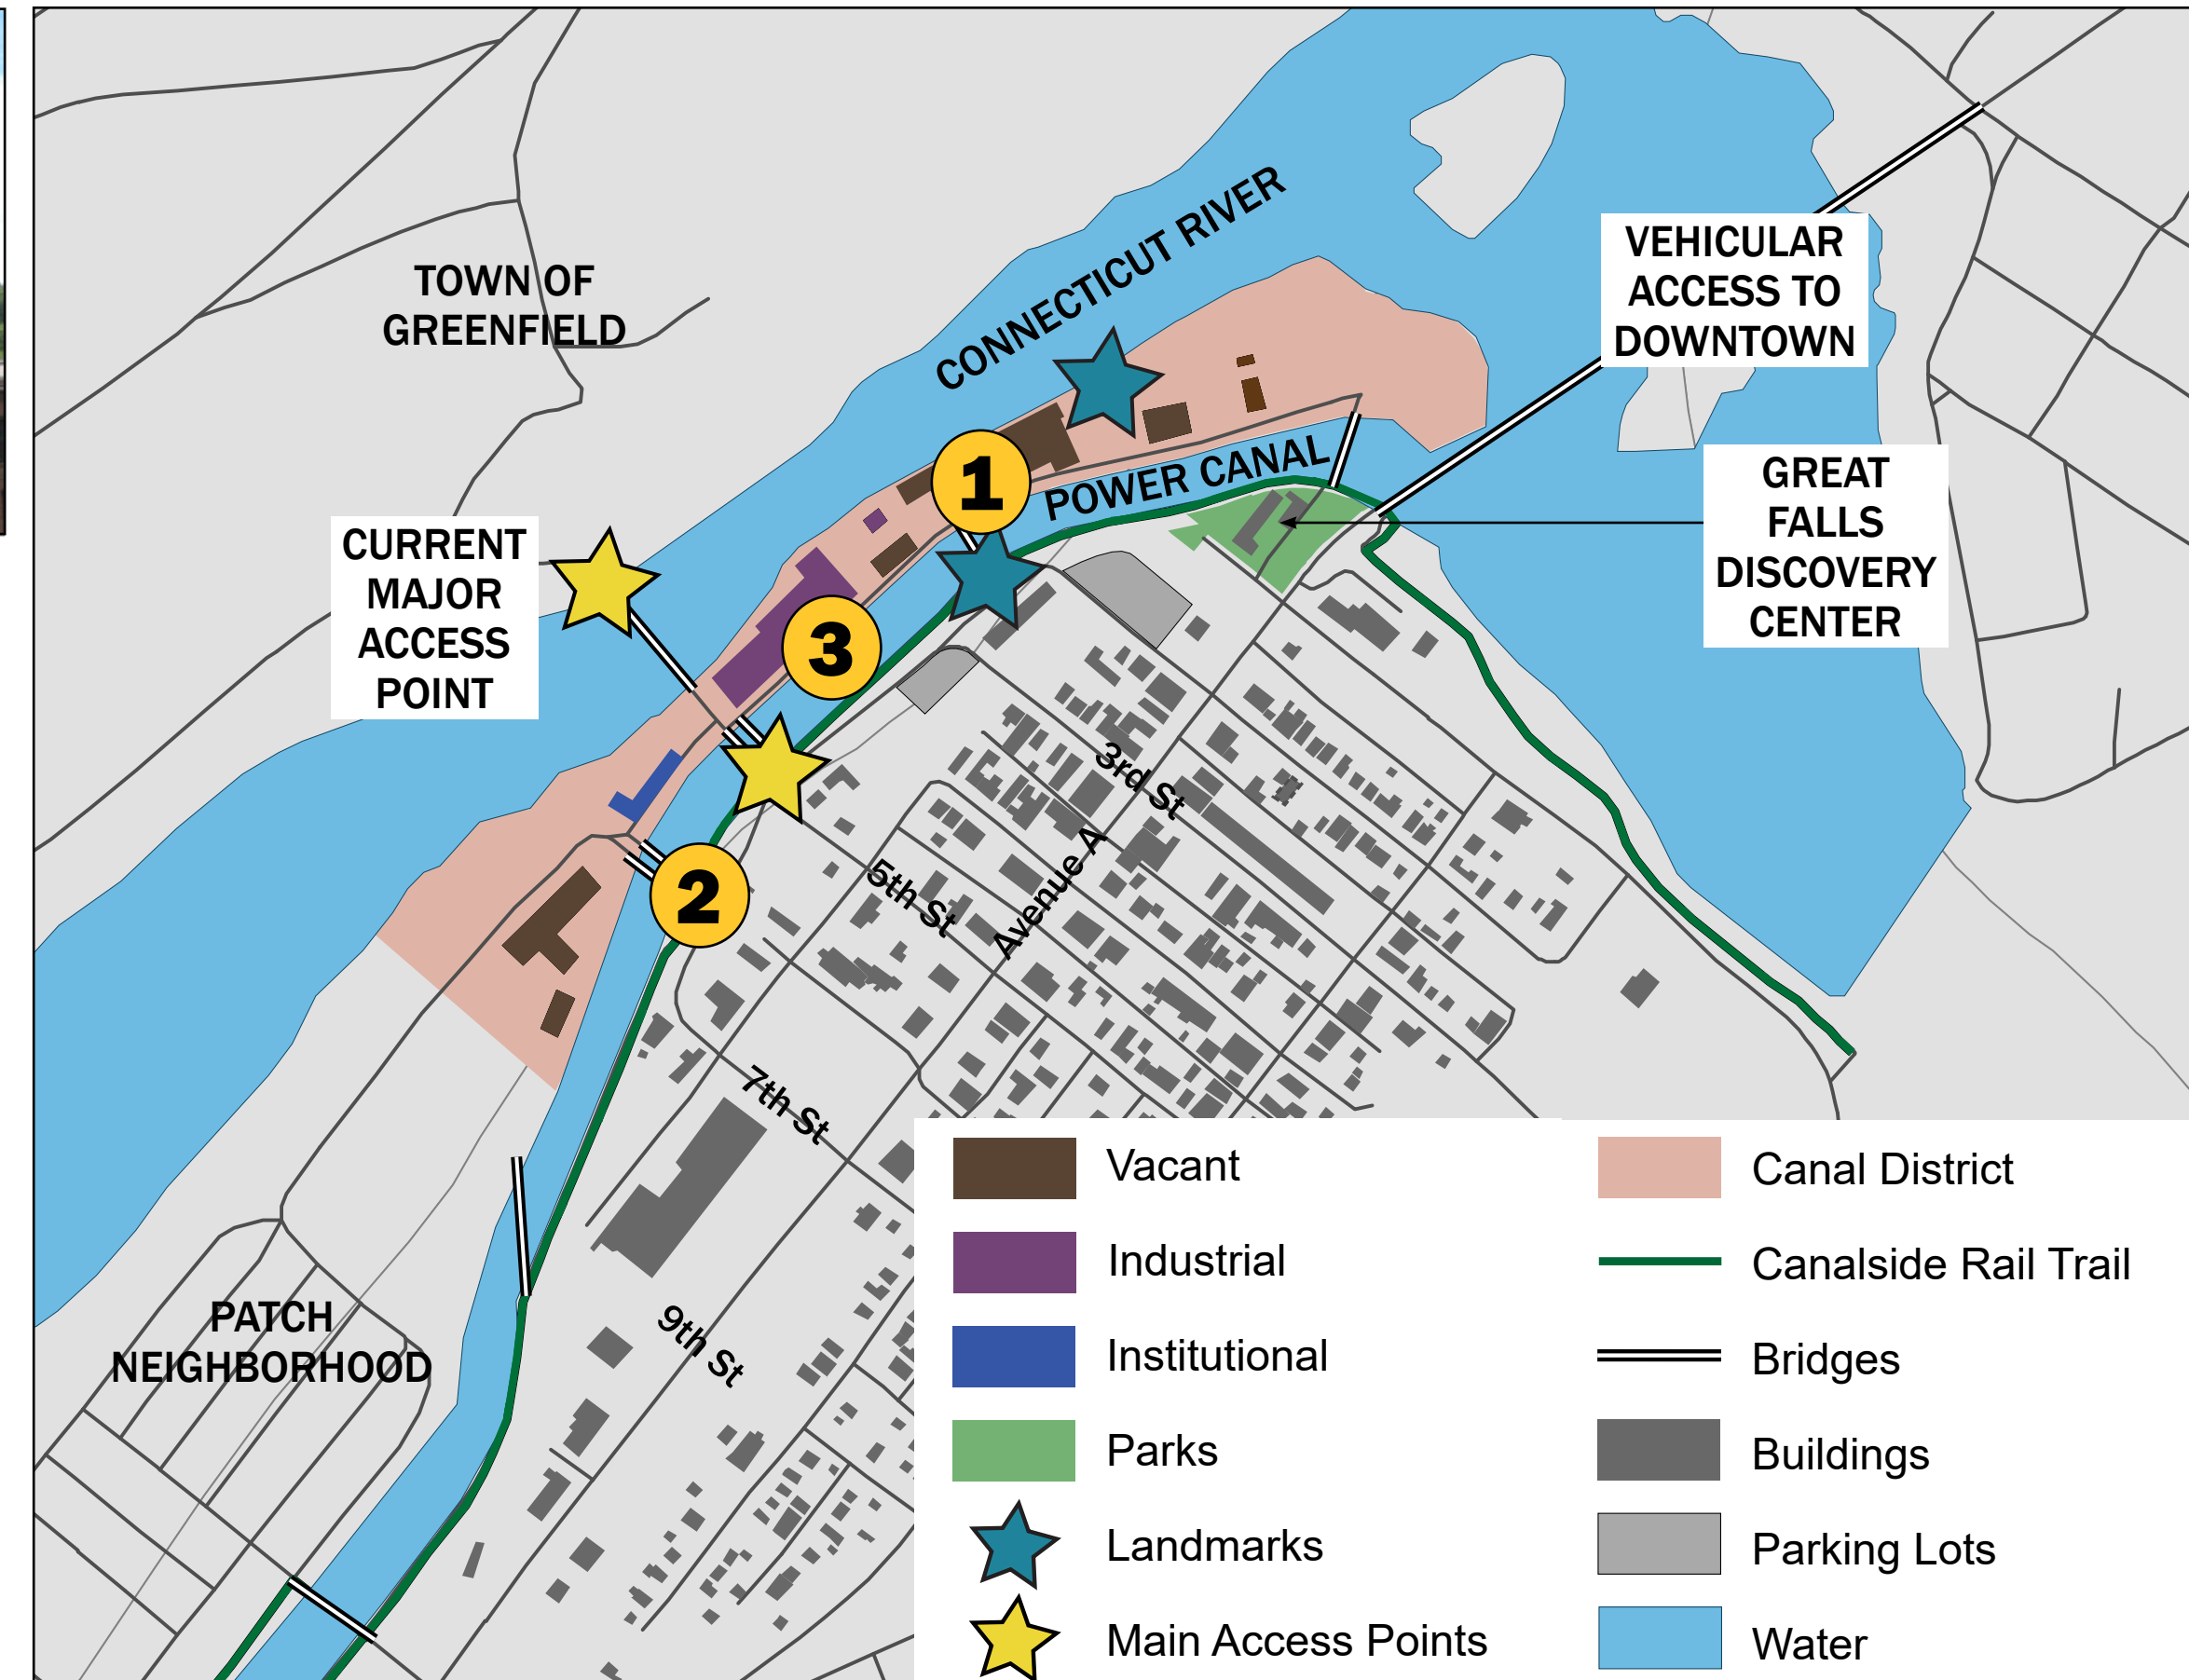 TOWN OF
GREENFIELD
CONNECTICUT RIVER
VEHICULAR
ACCESS TO
DOWNTOWN
POWER CANAL
1
GREAT
FALLS
DISCOVERY
CENTER
CURRENT
MAJOR
ACCESS
POINT
3
2
3rd St
5th St
Avenue A
7th St
9th St
PATCH
NEIGHBORHOOD
Vacant
Industrial
Institutional
Parks
Landmarks
Main Access Points
Canal District
Canalside Rail Trail
Bridges
Buildings
Parking Lots
Water